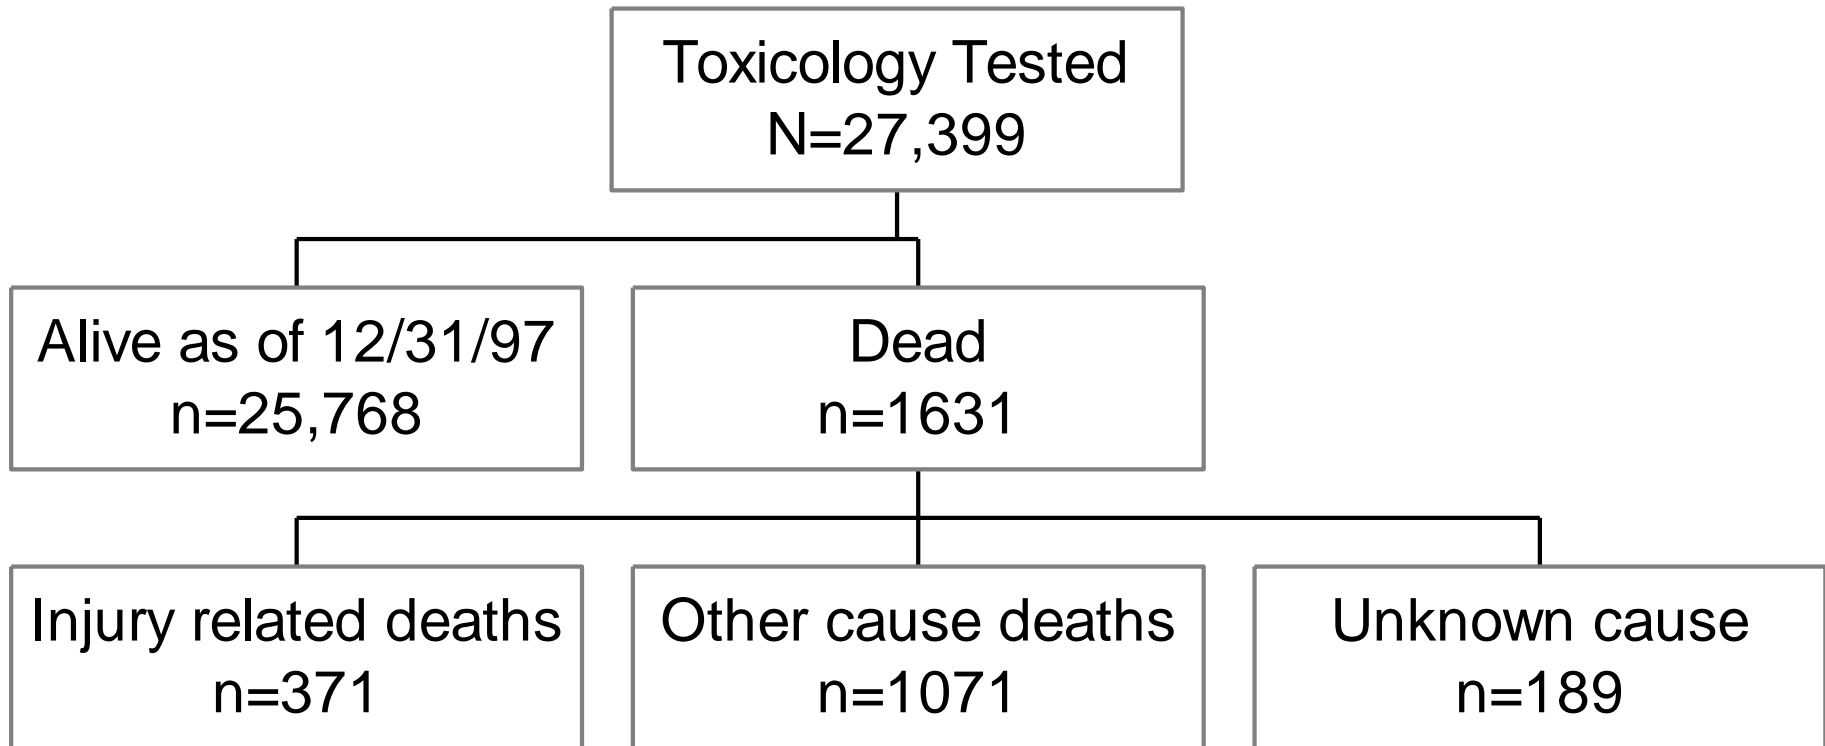 Toxicology Tested
N=27,399
Alive as of 12/31/97
n=25,768
Dead
n=1631
Injury related deaths
n=371
Other cause deaths
n=1071
Unknown cause
n=189